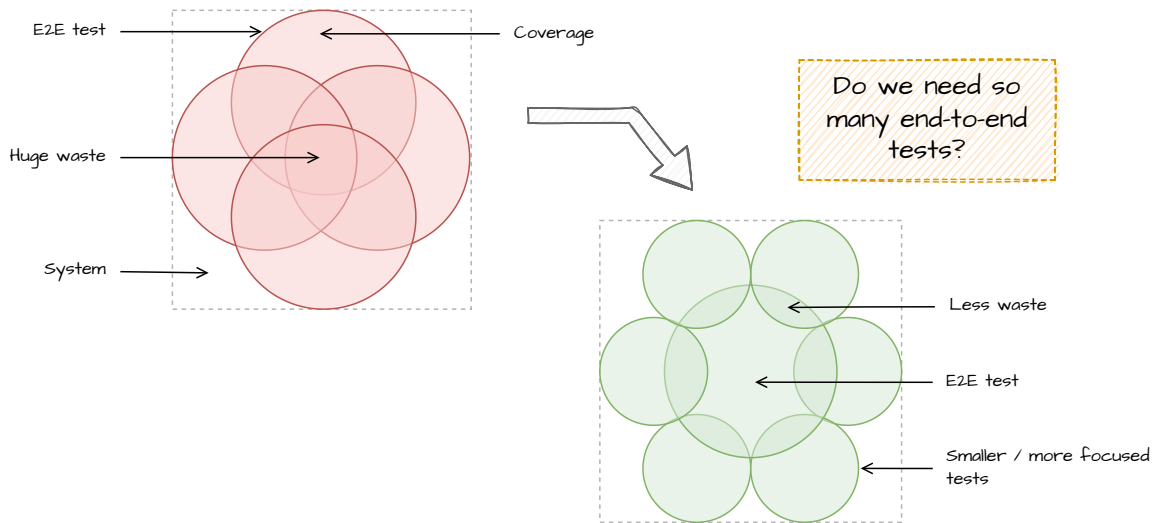 E2E test
Coverage
Huge waste
System
Do we need so
many end-to-end
tests?
Less waste
E2E test
Smaller / more focused
tests